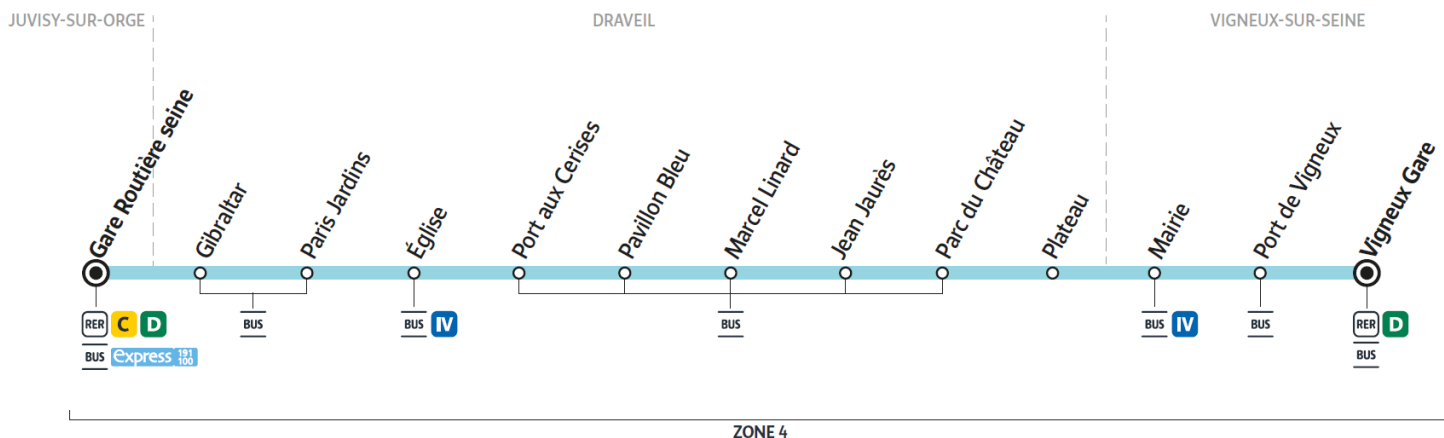 JUVISY-SUR-ORGE
DRAVEIL
VIGNEUX-SUR-SEINE
Gare Routière seine
Gibraltar
Paris Jardins
Église
Port aux Cerises
Pavillon Bleu
Marcel Linard
Jean Jaurès
Parc du Château
Plateau
Mairie
Port de Vigneux
Vigneux Gare
RER C D
BUS express 191 100
BUS
BUS IV
BUS
BUS IV
BUS
RER D
BUS
ZONE 4